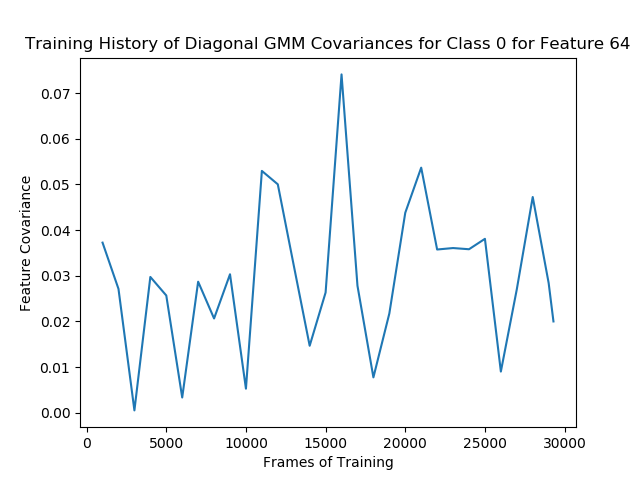 Training History of Diagonal GMM Covariances for Class 0 for Feature 64
Feature Covariance
0.07
0.06
0.05
0.04
0.03
0.02
0.01
0.00
0 5000 10000 15000 20000 25000 30000
Frames of Training